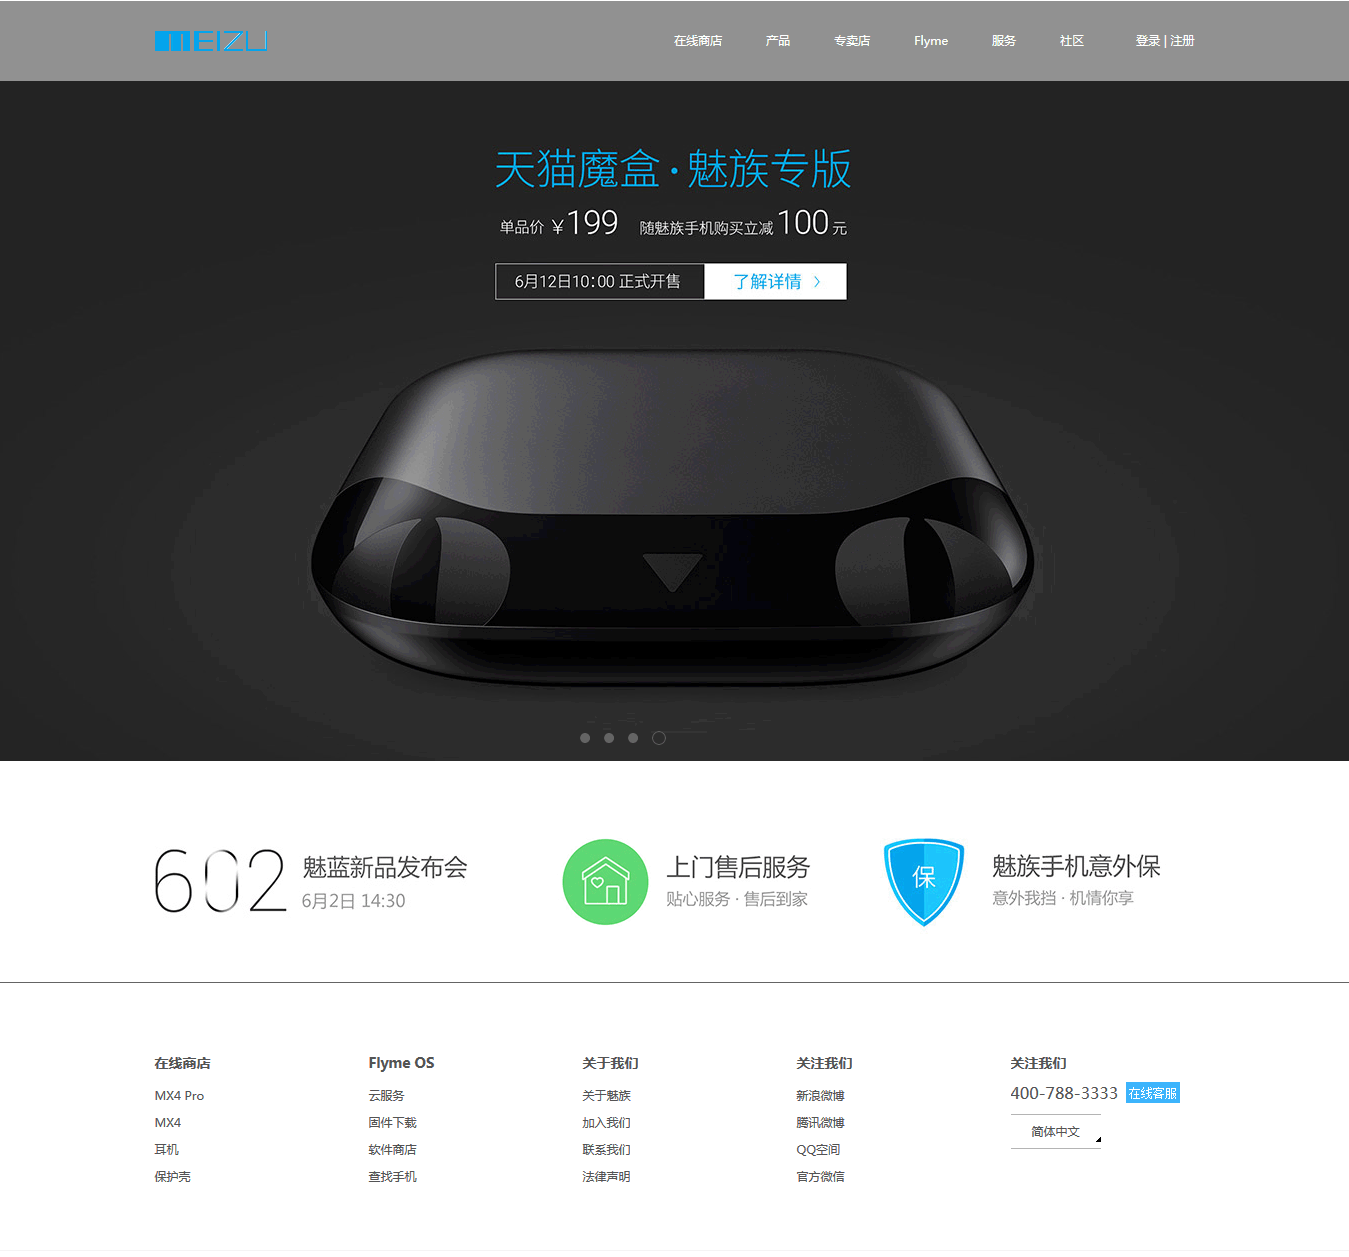 MEIZU
在线商店 产品 专卖店 Flyme 服务 社区 登录 | 注册
天猫魔盒·魅族专版
单品价 ￥199 随魅族手机购买立减 100 元
6月12日10:00 正式开售 了解详情 >
602 魅蓝新品发布会
6月2日 14:30
上门售后服务
贴心服务 · 售后到家
保
魅族手机意外保
意外我挡 · 机情你享
在线商店
MX4 Pro
MX4
耳机
保护壳
Flyme OS
云服务
固件下载
软件商店
查找手机
关于我们
关于魅族
加入我们
联系我们
法律声明
关注我们
新浪微博
腾讯微博
QQ空间
官方微信
关注我们
400-788-3333 在线客服
简体中文